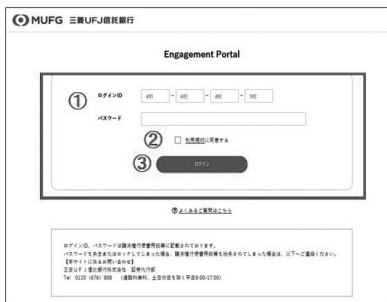 MUFG 三菱UFJ信託銀行
Engagement Portal
① ログインID 4桁 - 4桁 - 4桁 - 3桁
パスワード
② 利用規約に同意する
③ ログイン
よくあるご質問はこちら
ログインID、パスワードは議決権行使書用紙等に記載されております。
パスワードを失念またはロックしてしまった場合、議決権行使書用紙等を紛失されてしまった場合は、以下へご連絡ください。
【本サイトに係るお問い合わせ】
三菱UFJ信託銀行株式会社 証券代行部
Tel 0120（676）808 （通話料無料、土日祝日を除く平日9:00-17:00）